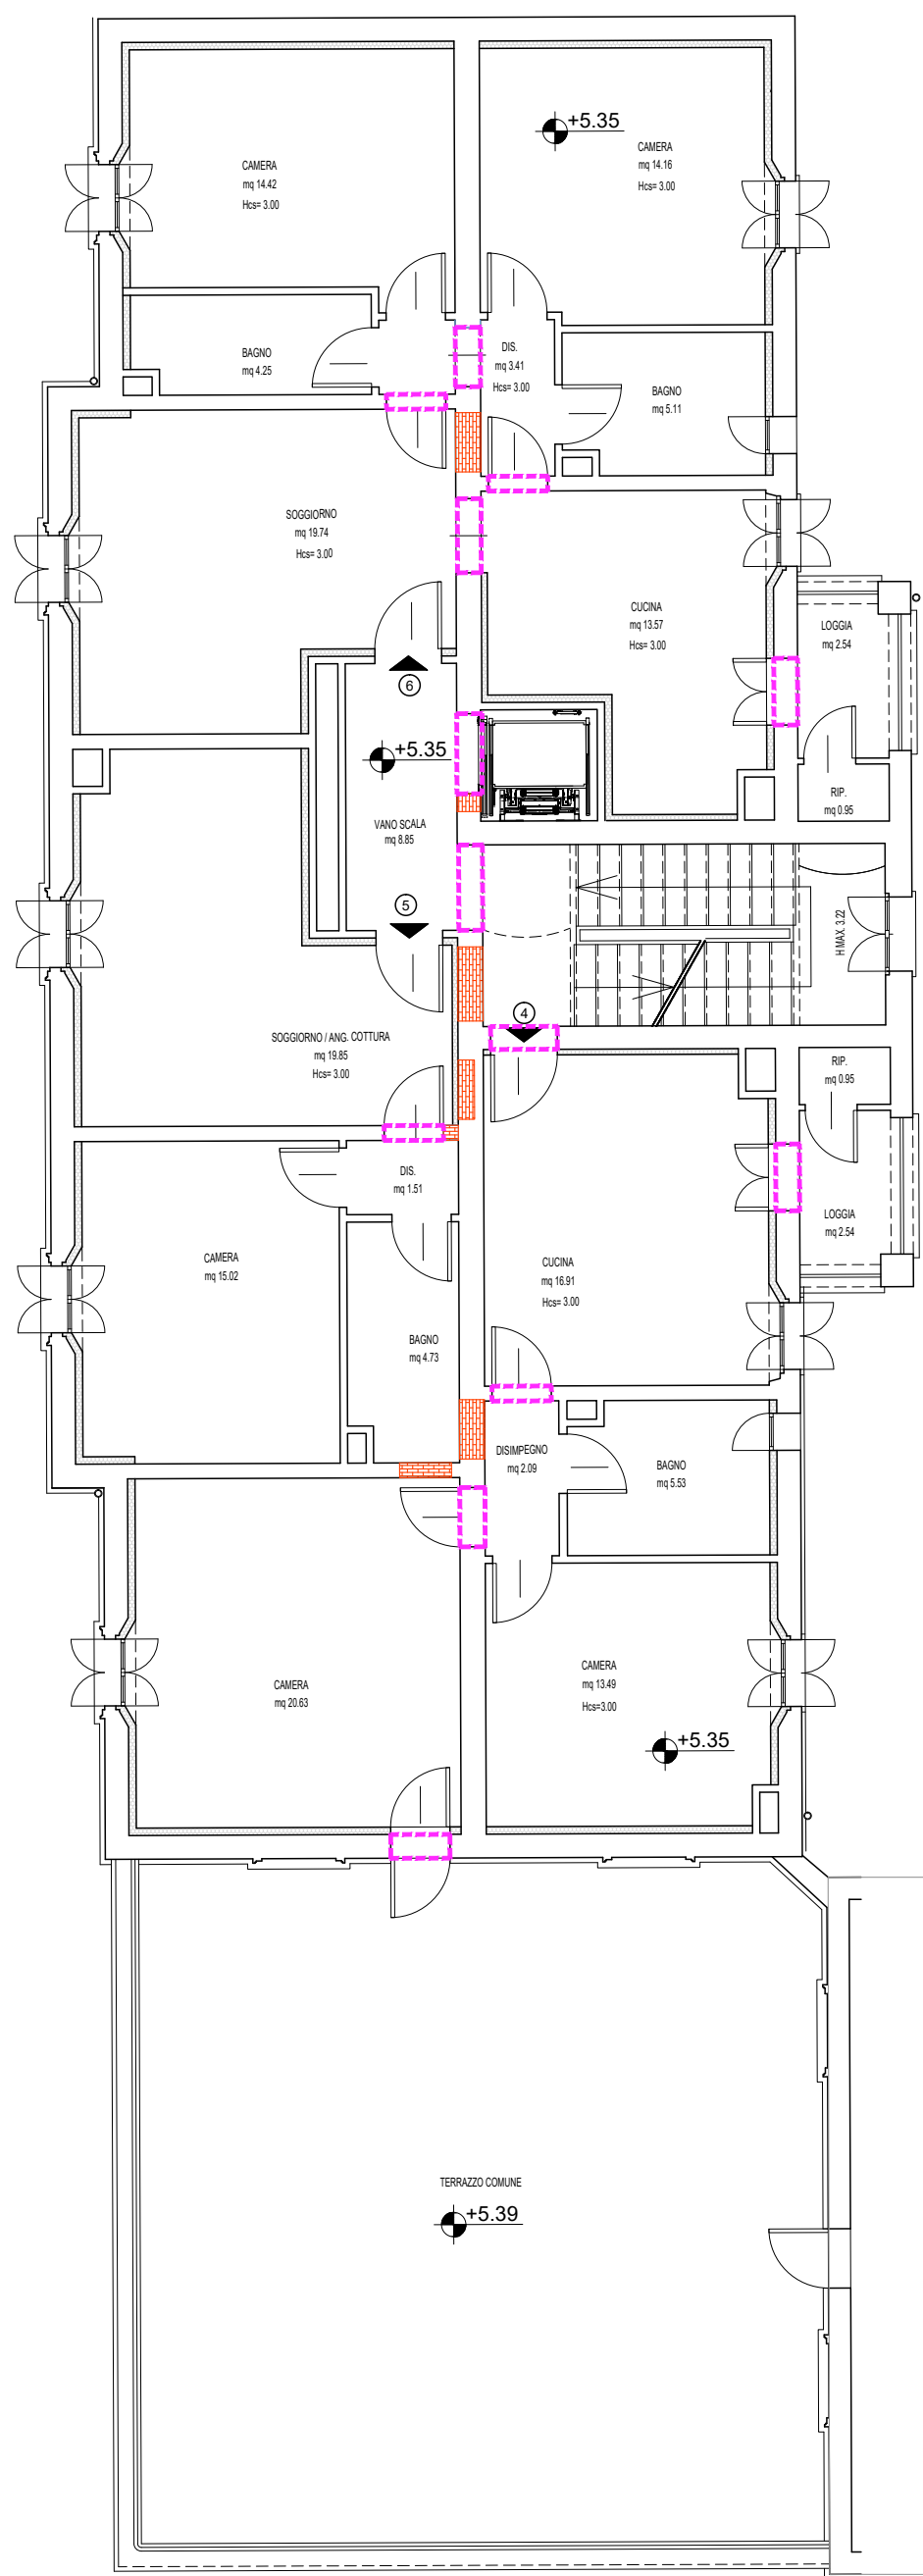 +5.35
CAMERA
mq 14.42
Hcs= 3.00
CAMERA
mq 14.16
Hcs= 3.00
BAGNO
mq 4.25
DIS.
mq 3.41
Hcs= 3.00
BAGNO
mq 5.11
SOGGIORNO
mq 19.74
Hcs= 3.00
CUCINA
mq 13.57
Hcs= 3.00
LOGGIA
mq 2.54
6
+5.35
RIP.
mq 0.95
VANO SCALA
mq 8.85
5
H MAX. 3.22
4
SOGGIORNO / ANG. COTTURA
mq 19.85
Hcs= 3.00
RIP.
mq 0.95
DIS.
mq 1.51
LOGGIA
mq 2.54
CAMERA
mq 15.02
CUCINA
mq 16.91
Hcs= 3.00
BAGNO
mq 4.73
DISIMPEGNO
mq 2.09
BAGNO
mq 5.53
CAMERA
mq 20.63
CAMERA
mq 13.49
Hcs=3.00
+5.35
TERRAZZO COMUNE
+5.39